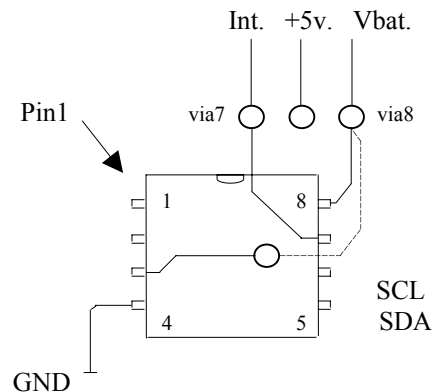 Int. +5v. Vbat.
via7 via8
Pin1
1 8
4 5
SCL
SDA
GND